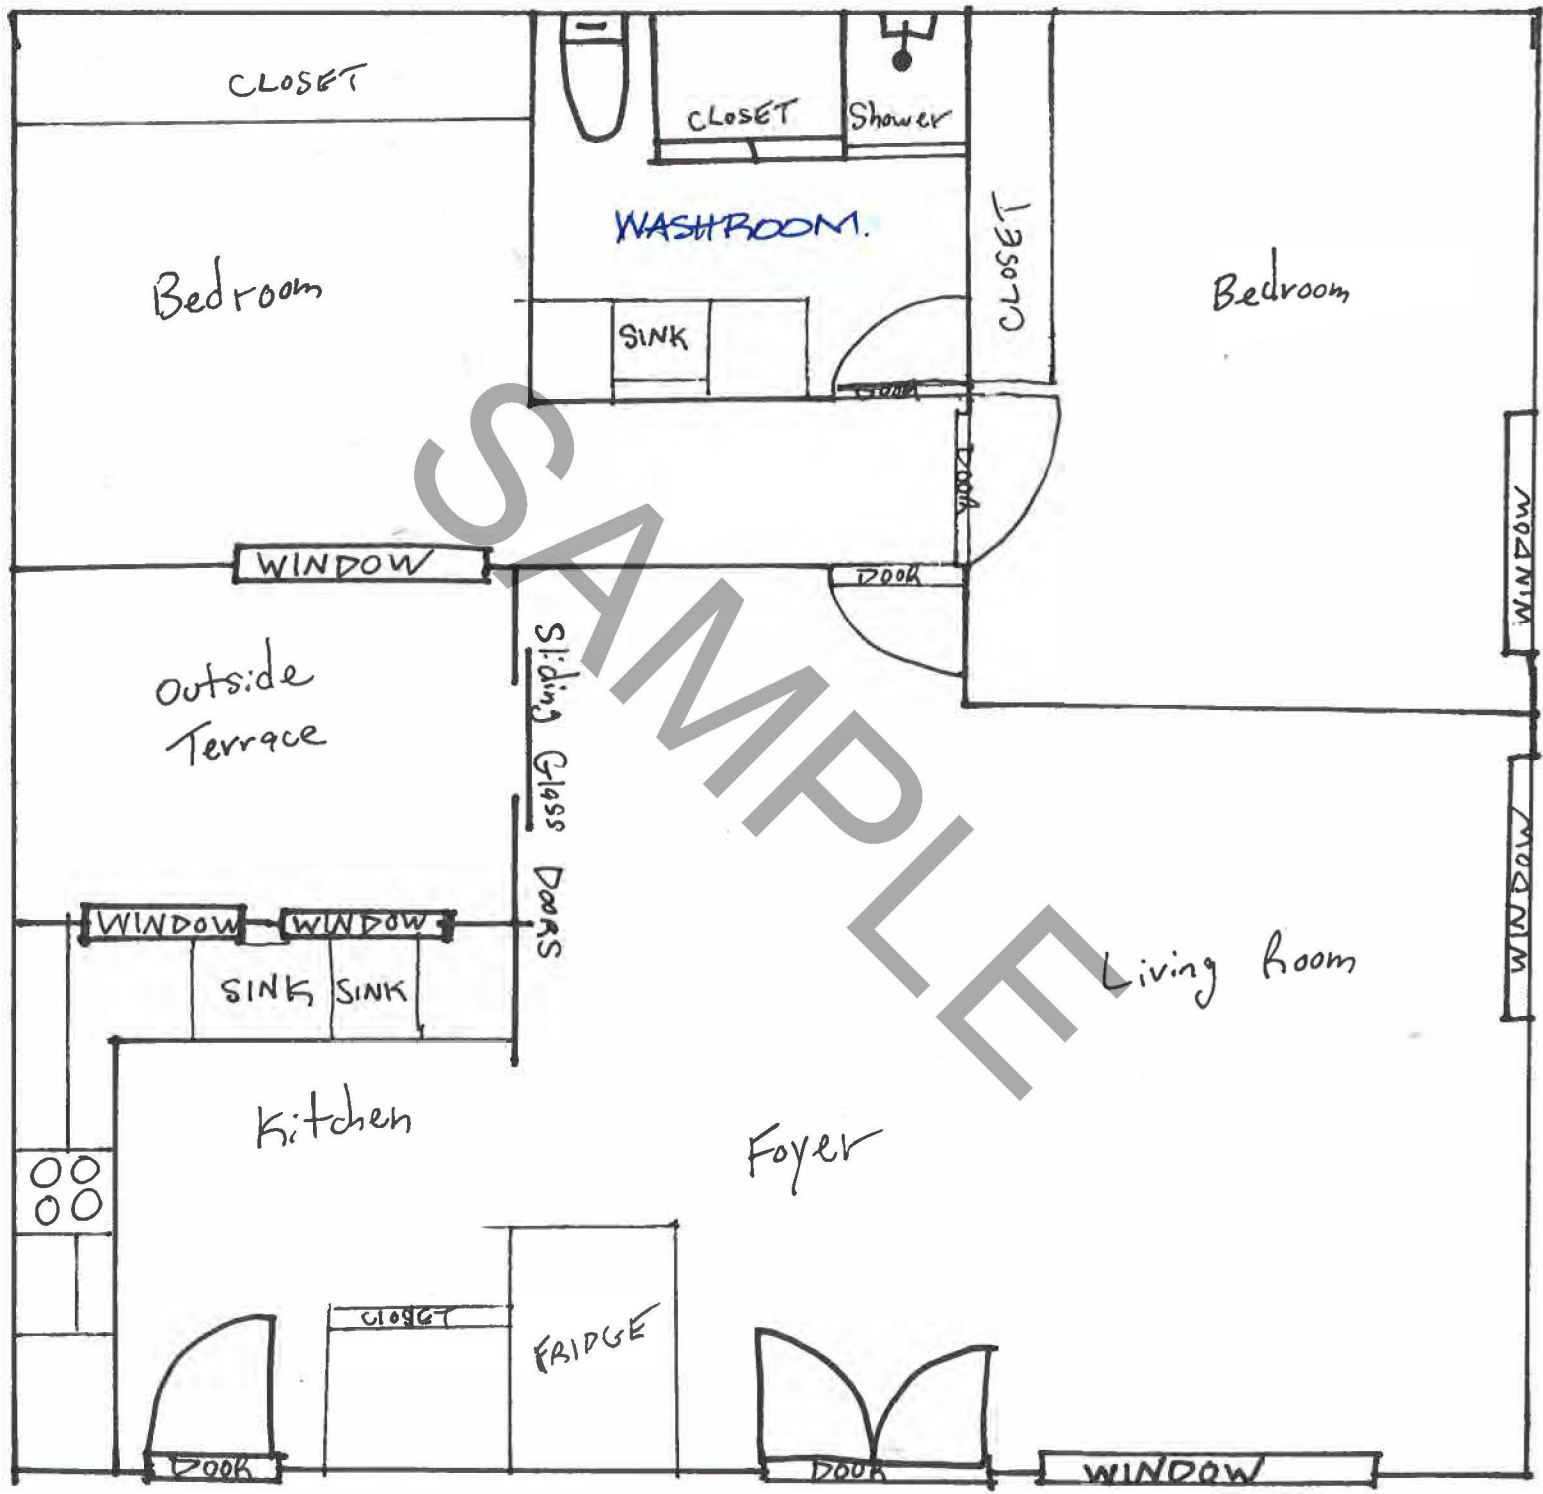 CLOSET
CLOSET
Shower
WASHROOM.
CLOSET
Bedroom
Bedroom
SINK
DOOR
DOOR
WINDOW
WINDOW
DOOR
Outside
Terrace
Sliding Glass DOORS
WINDOW
WINDOW
WINDOW
SINK
SINK
Living Room
Kitchen
Foyer
CLOSET
FRIDGE
DOOR
DOOR
WINDOW
SAMPLE